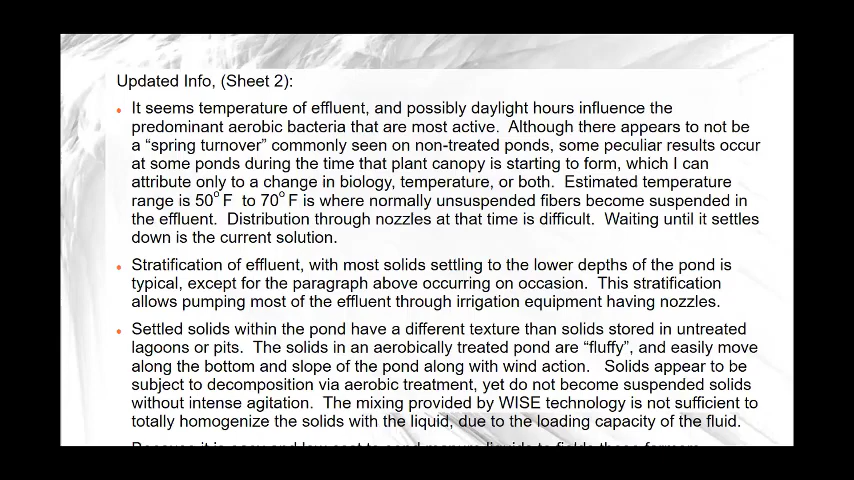 Updated Info, (Sheet 2):
• It seems temperature of effluent, and possibly daylight hours influence the
predominant aerobic bacteria that are most active. Although there appears to not be
a “spring turnover” commonly seen on non-treated ponds, some peculiar results occur
at some ponds during the time that plant canopy is starting to form, which I can
attribute only to a change in biology, temperature, or both. Estimated temperature
range is 50° F to 70° F is where normally unsuspended fibers become suspended in
the effluent. Distribution through nozzles at that time is difficult. Waiting until it settles
down is the current solution.
• Stratification of effluent, with most solids settling to the lower depths of the pond is
typical, except for the paragraph above occurring on occasion. This stratification
allows pumping most of the effluent through irrigation equipment having nozzles.
• Settled solids within the pond have a different texture than solids stored in untreated
lagoons or pits. The solids in an aerobically treated pond are “fluffy”, and easily move
along the bottom and slope of the pond along with wind action. Solids appear to be
subject to decomposition via aerobic treatment, yet do not become suspended solids
without intense agitation. The mixing provided by WISE technology is not sufficient to
totally homogenize the solids with the liquid, due to the loading capacity of the fluid.